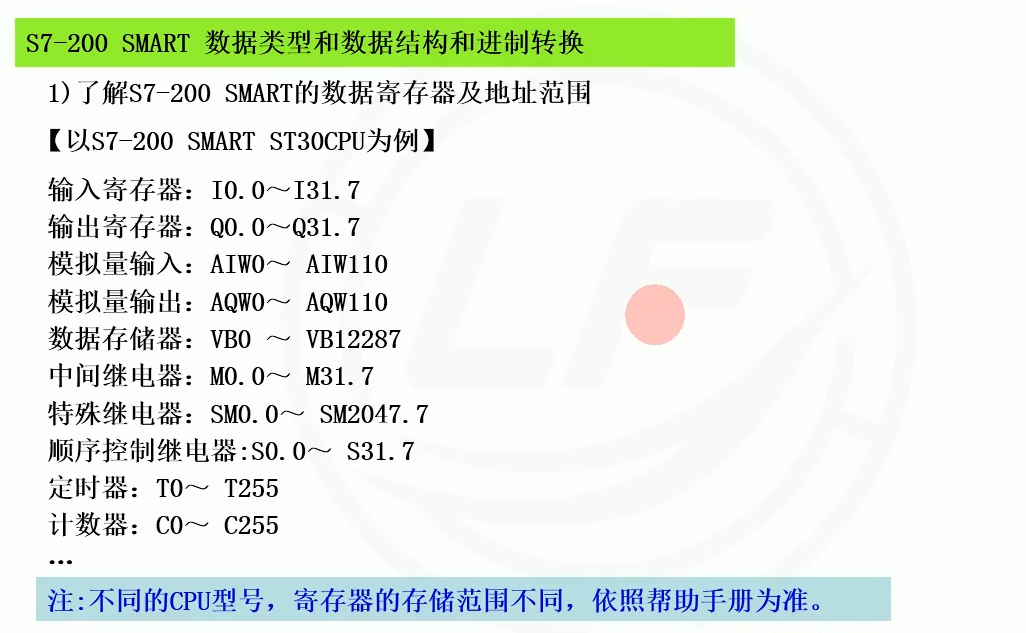 S7-200 SMART 数据类型和数据结构和进制转换
1)了解S7-200 SMART的数据寄存器及地址范围
【以S7-200 SMART ST30CPU为例】
输入寄存器: I0.0～I31.7
输出寄存器: Q0.0～Q31.7
模拟量输入: AIW0～ AIW110
模拟量输出: AQW0～ AQW110
数据存储器: VB0 ～ VB12287
中间继电器: M0.0～ M31.7
特殊继电器: SM0.0～ SM2047.7
顺序控制继电器:S0.0～ S31.7
定时器: T0～ T255
计数器: C0～ C255
…
注:不同的CPU型号，寄存器的存储范围不同，依照帮助手册为准。
LF